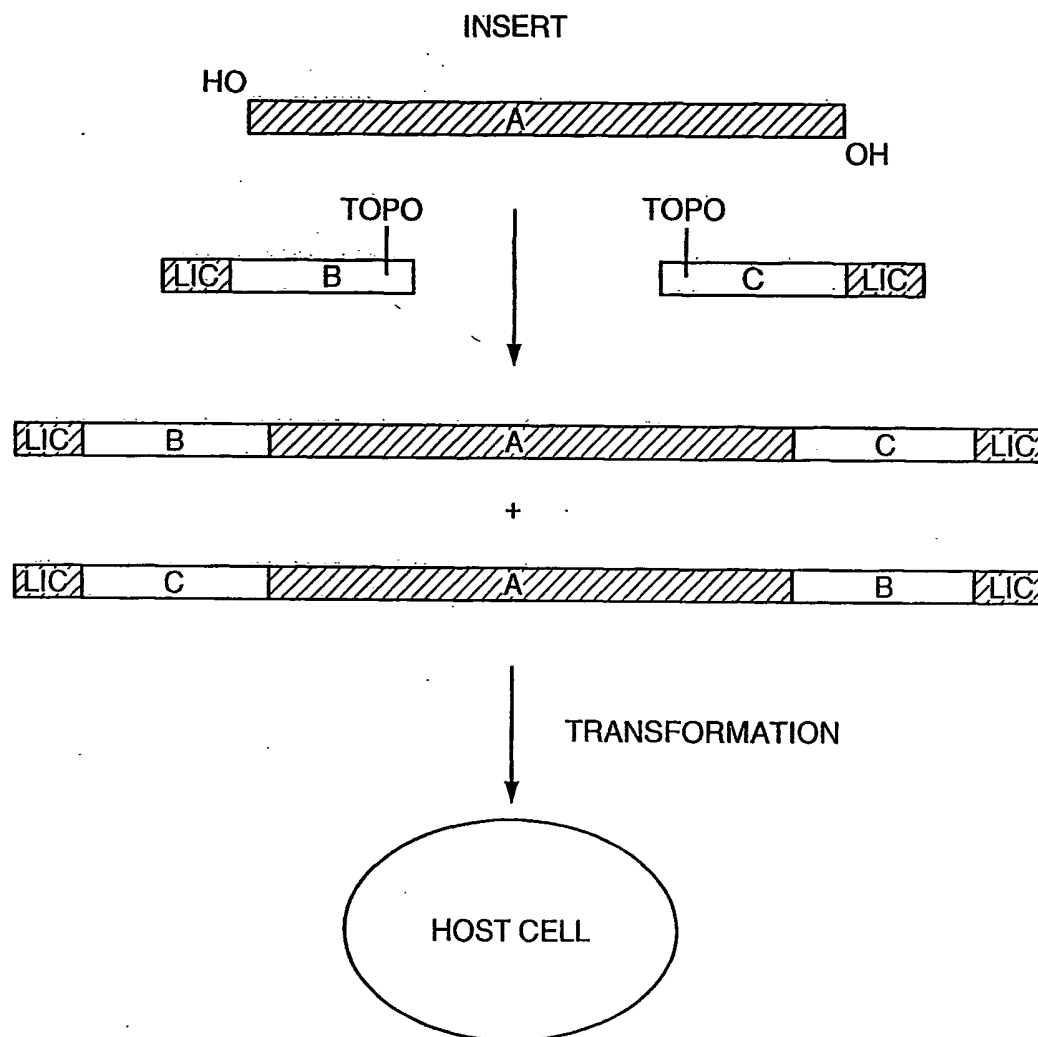 INSERT
HO
A
OH
TOPO TOPO
LIC B C LIC
LIC B A C LIC
+
LIC C A B LIC
TRANSFORMATION
HOST CELL